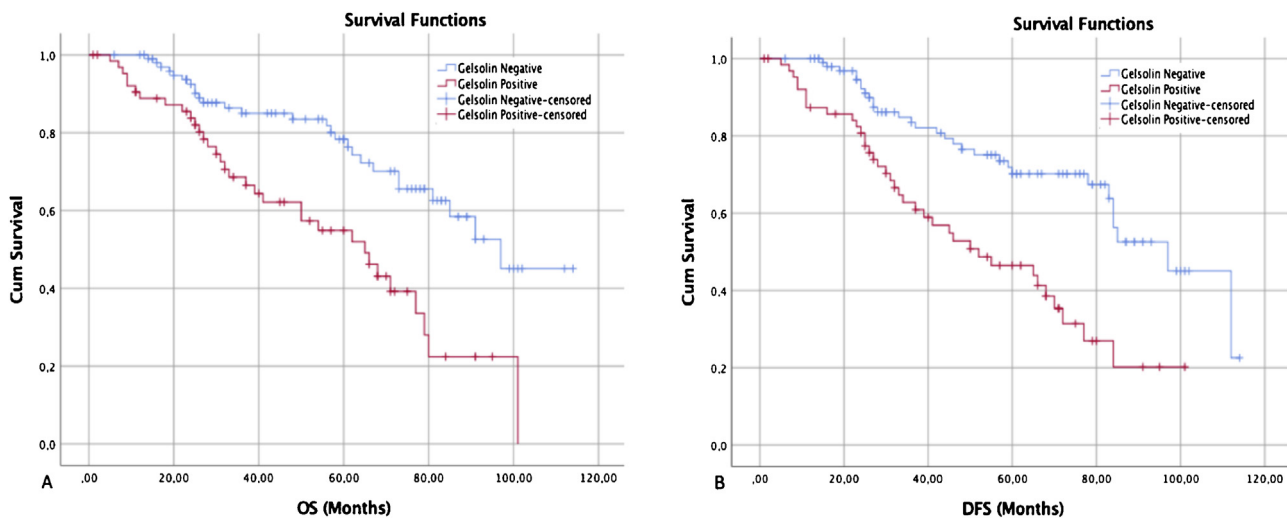 Survival Functions
Gelsolin Negative
Gelsolin Positive
Gelsolin Negative-censored
Gelsolin Positive-censored
1,0
0,8
0,6
0,4
0,2
0,0
Cum Survival
,00 20,00 40,00 60,00 80,00 100,00 120,00
A
OS (Months)
Survival Functions
Gelsolin Negative
Gelsolin Positive
Gelsolin Negative-censored
Gelsolin Positive-censored
1,0
0,8
0,6
0,4
0,2
0,0
Cum Survival
,00 20,00 40,00 60,00 80,00 100,00 120,00
B
DFS (Months)